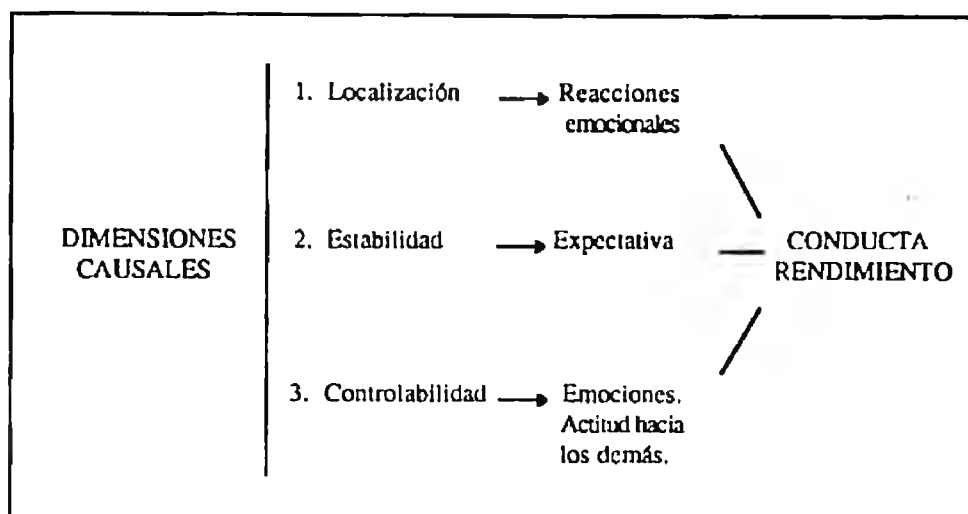 1. Localización Reacciones
emocionales
DIMENSIONES
CAUSALES
2. Estabilidad Expectativa
CONDUCTA
RENDIMIENTO
3. Controlabilidad Emociones.
Actitud hacia
los demás.